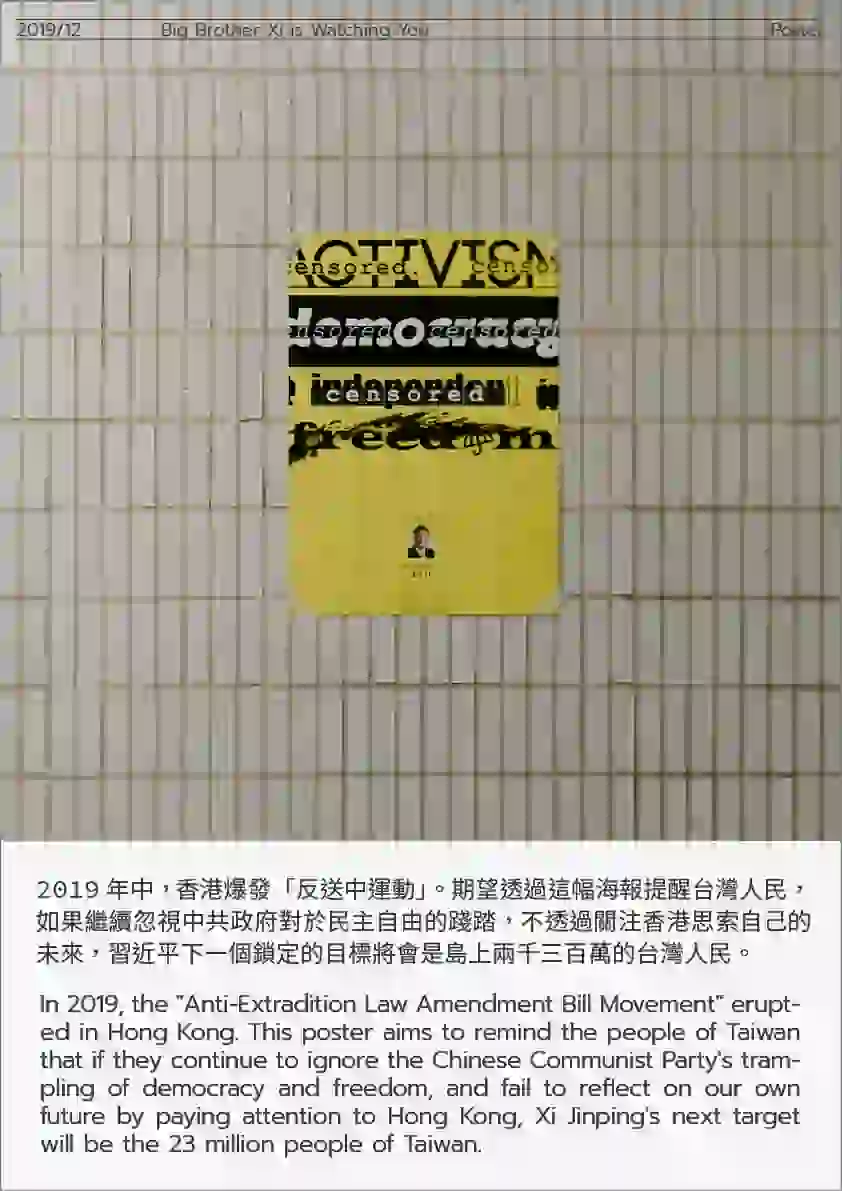 2019/12 Big Brother Xi is Watching You Poster
ACTIVISM
censored. censo
democracy
ensored censored
independen in
censored
freedom
2019 年中，香港爆發「反送中運動」。期望透過這幅海報提醒台灣人民，
如果繼續忽視中共政府對於民主自由的踐踏，不透過關注香港思索自己的
未來，習近平下一個鎖定的目標將會是島上兩千三百萬的台灣人民。
In 2019, the "Anti-Extradition Law Amendment Bill Movement" erupt-
ed in Hong Kong. This poster aims to remind the people of Taiwan
that if they continue to ignore the Chinese Communist Party's tram-
pling of democracy and freedom, and fail to reflect on our own
future by paying attention to Hong Kong, Xi Jinping's next target
will be the 23 million people of Taiwan.